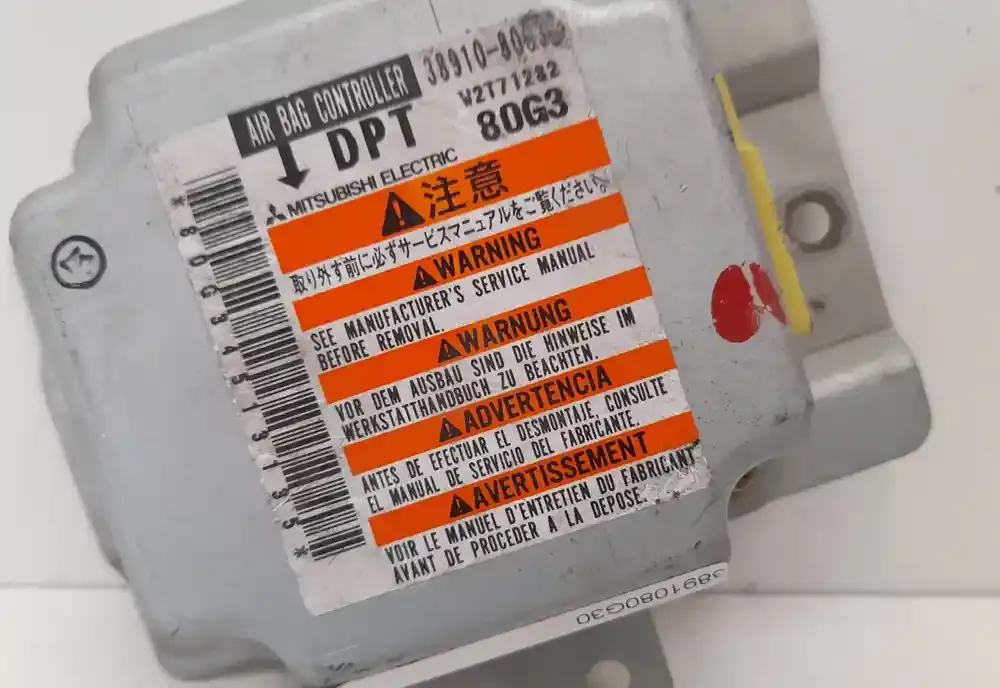 AIR BAG CONTROLLER
38910-80G30
W2T71282
DPT
80G3
MITSUBISHI ELECTRIC
注意
取り外す前に必ずサービスマニュアルをご覧ください。
WARNING
SEE MANUFACTURER'S SERVICE MANUAL
BEFORE REMOVAL.
WARNUNG
VOR DEM AUSBAU SIND DIE HINWEISE IM
WERKSTATTHANDBUCH ZU BEACHTEN.
ADVERTENCIA
ANTES DE EFECTUAR EL DESMONTAJE, CONSULTE
EL MANUAL DE SERVICIO DEL FABRICANTE.
AVERTISSEMENT
VOIR LE MANUEL D'ENTRETIEN DU FABRICANT
AVANT DE PROCEDER A LA DEPOSE.
*80G34513135*
3891080G30